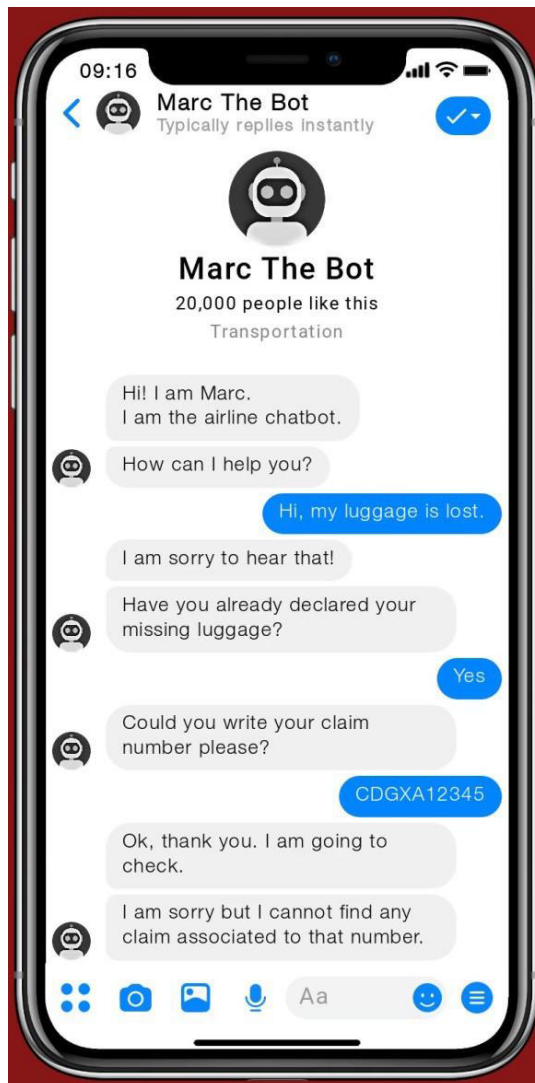 09:16
Marc The Bot
Typically replies instantly
Marc The Bot
20,000 people like this
Transportation
Hi! I am Marc.
I am the airline chatbot.
How can I help you?
Hi, my luggage is lost.
I am sorry to hear that!
Have you already declared your
missing luggage?
Yes
Could you write your claim
number please?
CDGXA12345
Ok, thank you. I am going to
check.
I am sorry but I cannot find any
claim associated to that number.
Aa